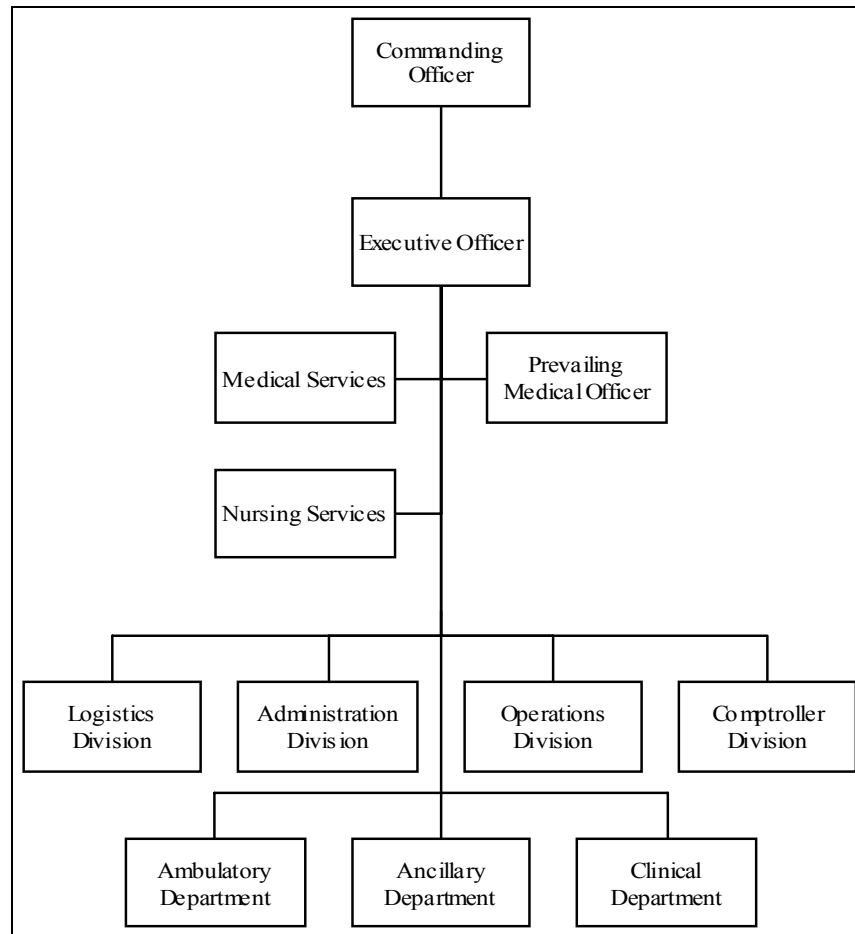 Commanding
Officer
Executive Officer
Medical Services
Prevailing
Medical Officer
Nursing Services
Logistics
Division
Administration
Division
Operations
Division
Comptroller
Division
Ambulatory
Department
Ancillary
Department
Clinical
Department